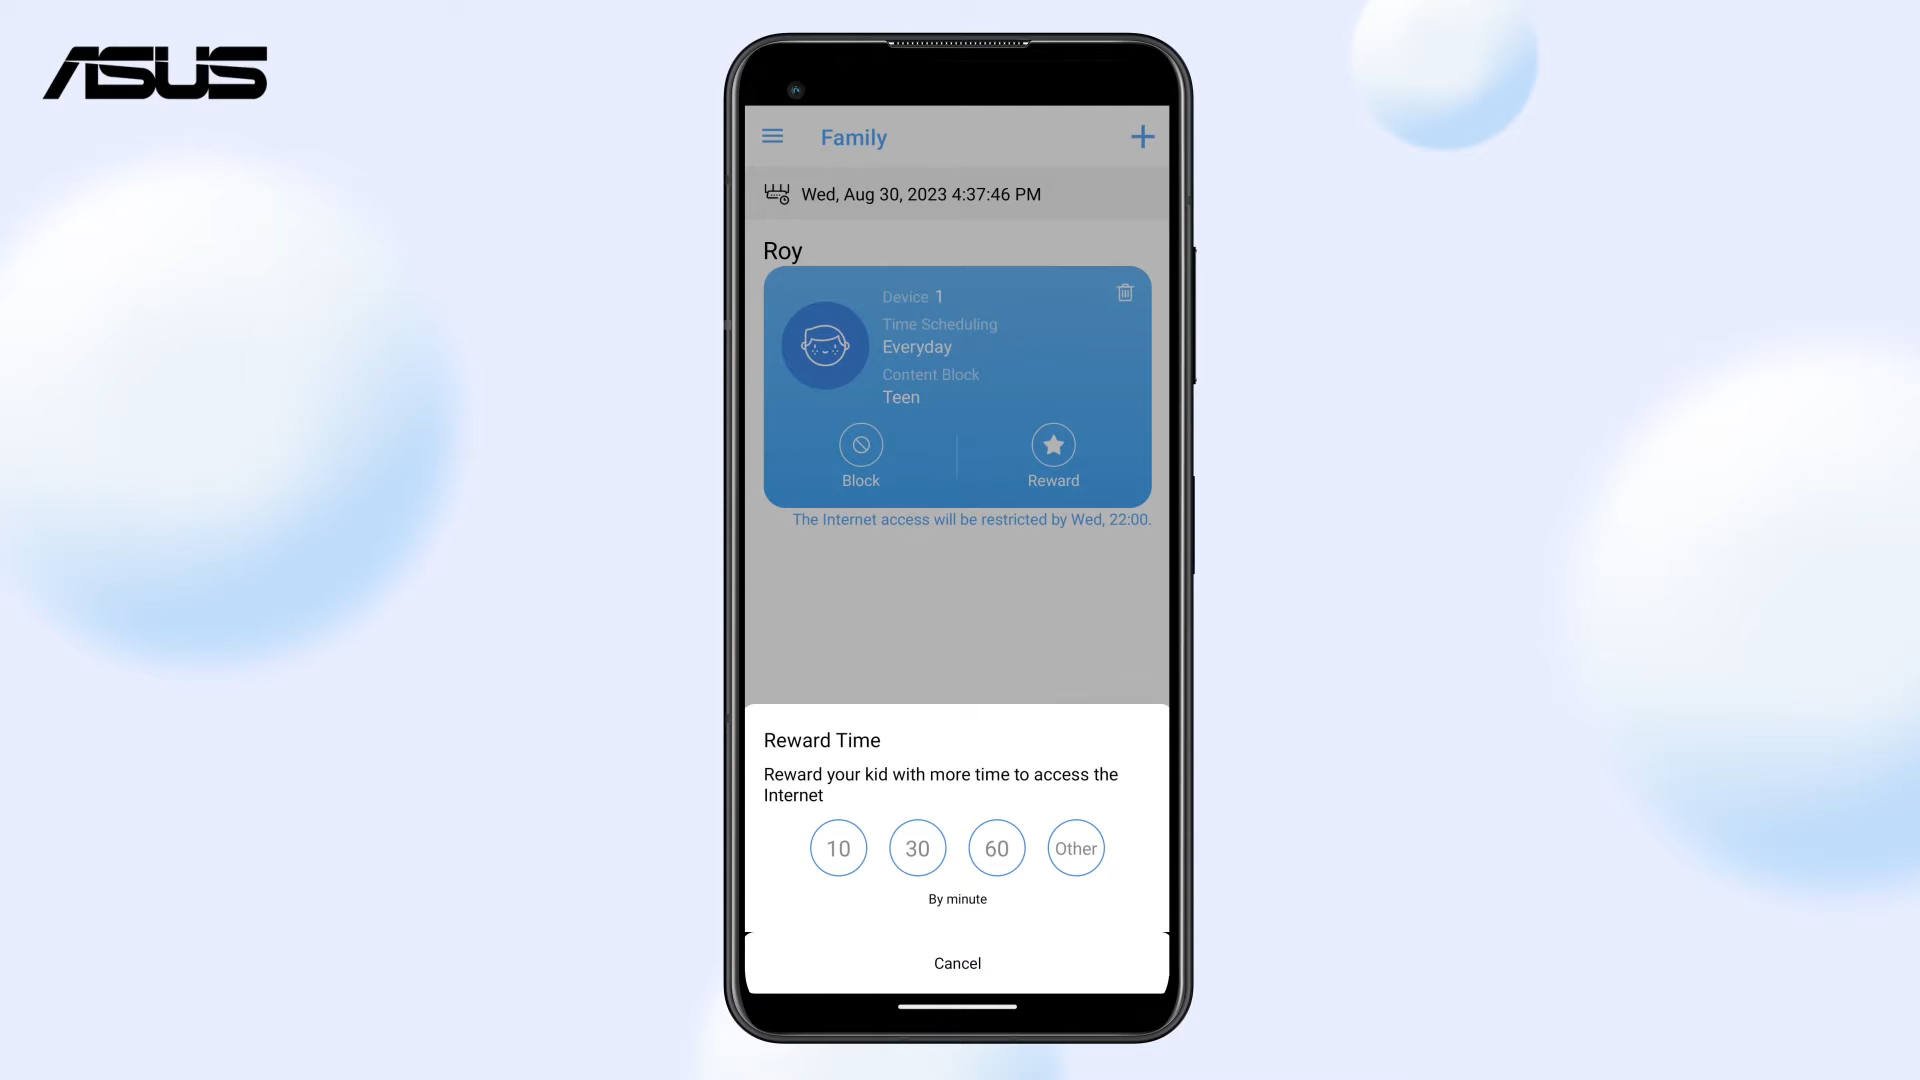 ASUS
Family
Wed, Aug 30, 2023 4:37:46 PM
Roy
Device 1
Time Scheduling
Everyday
Content Block
Teen
Block
Reward
The Internet access will be restricted by Wed, 22:00.
Reward Time
Reward your kid with more time to access the
Internet
10 30 60 Other
By minute
Cancel